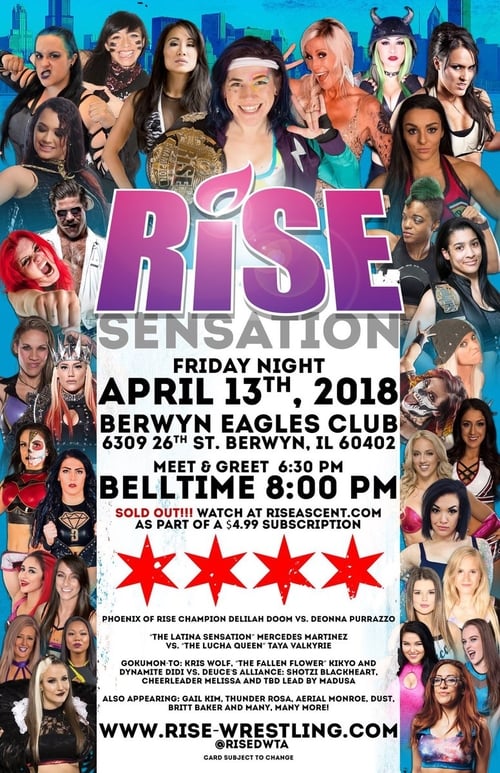 RiSE
SENSATION
FRIDAY NIGHT
APRIL 13TH, 2018
BERWYN EAGLES CLUB
6309 26TH ST. BERWYN, IL 60402
MEET & GREET 6:30 PM
BELLTIME 8:00 PM
SOLD OUT!!! WATCH AT RISEASCENT.COM
AS PART OF A $4.99 SUBSCRIPTION
PHOENIX OF RISE CHAMPION DELILAH DOOM VS. DEONNA PURRAZZO
"THE LATINA SENSATION" MERCEDES MARTINEZ
VS. "THE LUCHA QUEEN" TAYA VALKYRIE
GOKUMON-TO: KRIS WOLF, "THE FALLEN FLOWER" KIKYO AND
DYNAMITE DIDI VS. DEUCE'S ALLIANCE: SHOTZI BLACKHEART,
CHEERLEADER MELISSA AND TBD LEAD BY MADUSA
ALSO APPEARING: GAIL KIM, THUNDER ROSA, AERIAL MONROE, DUST,
BRITT BAKER AND MANY, MANY MORE!
WWW.RISE-WRESTLING.COM
@RISEDWTA
CARD SUBJECT TO CHANGE